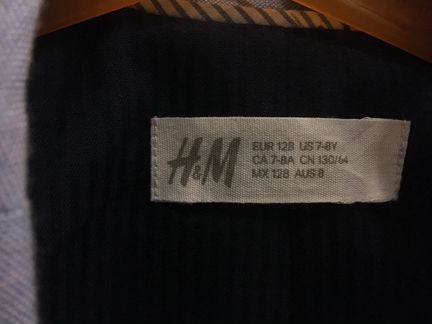 H&M
EUR 128 US 7-8Y
CA 7-8A CN 130/64
MX 128 AUS 8